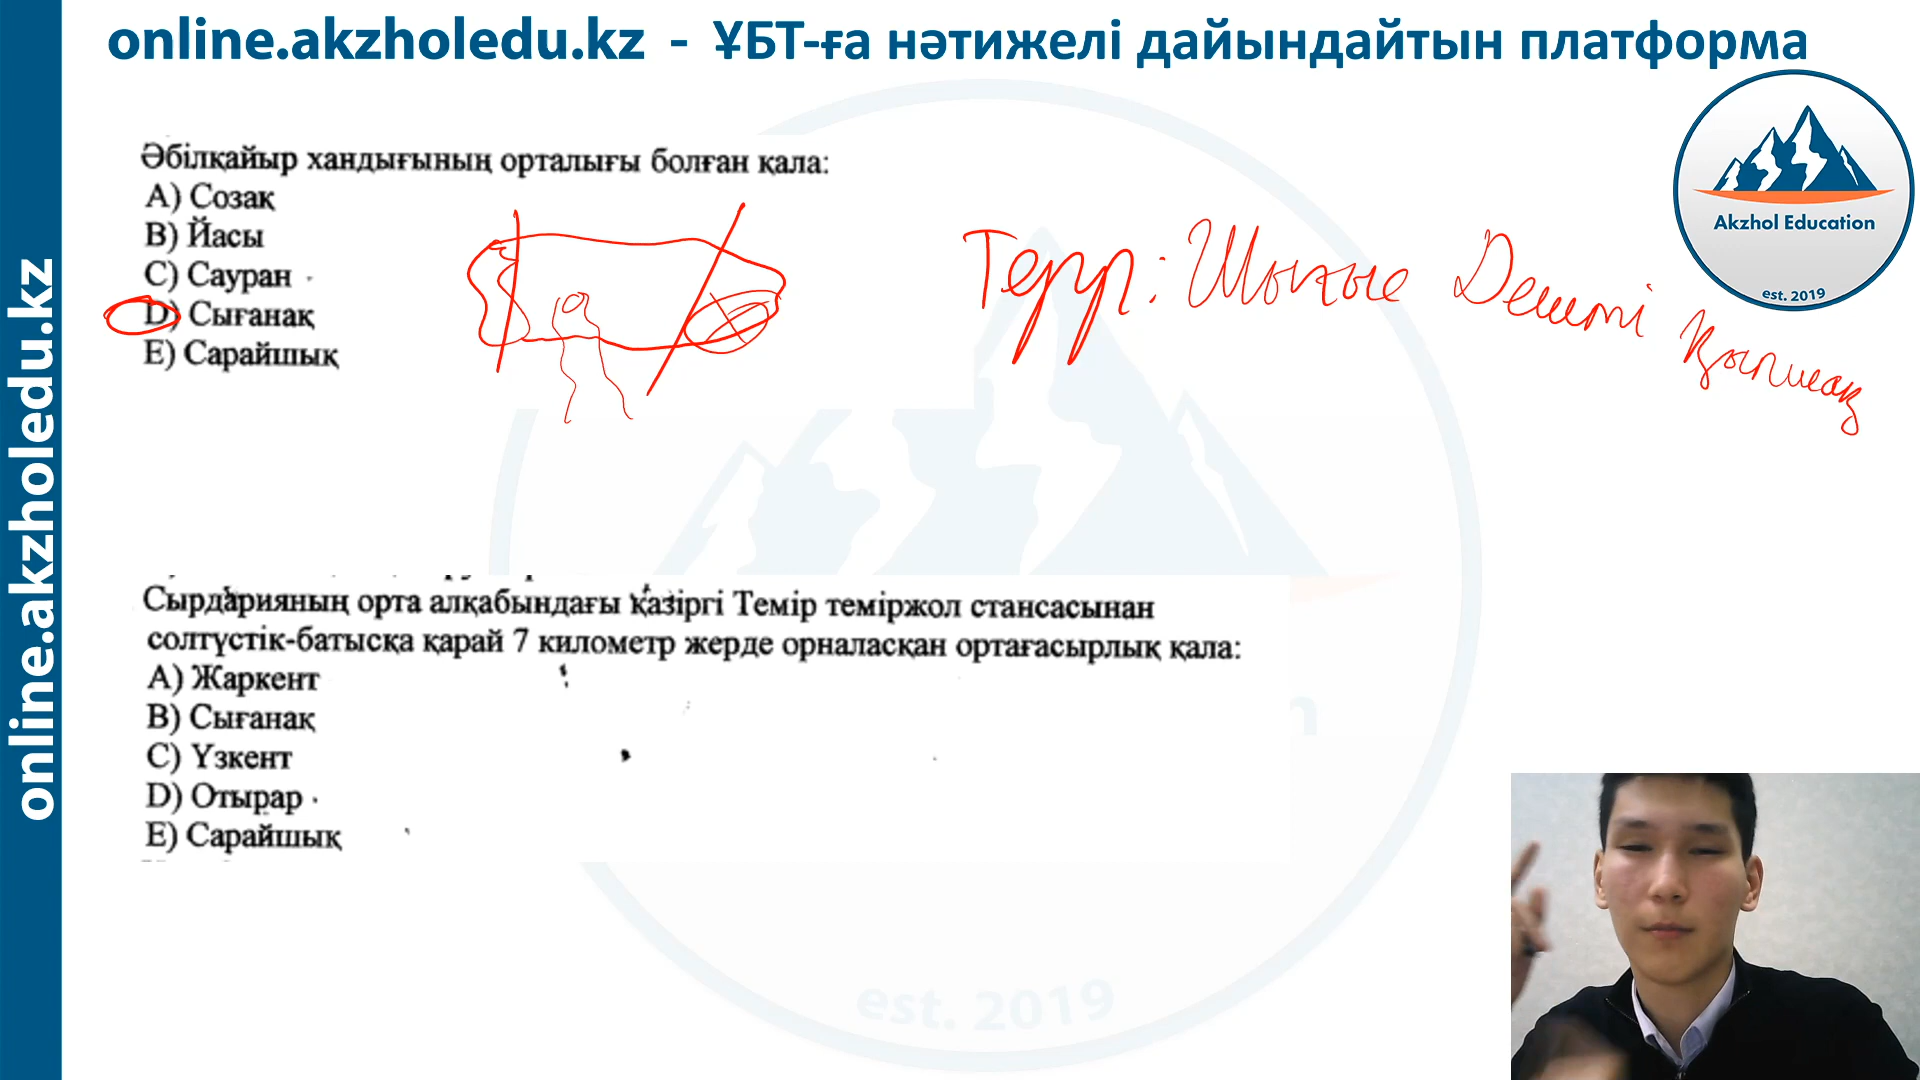 online.akzholedu.kz - ҰБТ-ға нәтижелі дайындайтын платформа
Akzhol Education
est. 2019
online.akzholedu.kz
Әбілқайыр хандығының орталығы болған қала:
A) Созақ
B) Йасы
C) Сауран
D) Сығанақ
E) Сарайшық
Терр: Шығыс Дешті Қыпшақ
Сырдарияның орта алқабындағы қазіргі Темір теміржол стансасынан
солтүстік-батысқа қарай 7 километр жерде орналасқан ортағасырлық қала:
A) Жаркент
B) Сығанақ
C) Үзкент
D) Отырар
E) Сарайшық
est. 2019